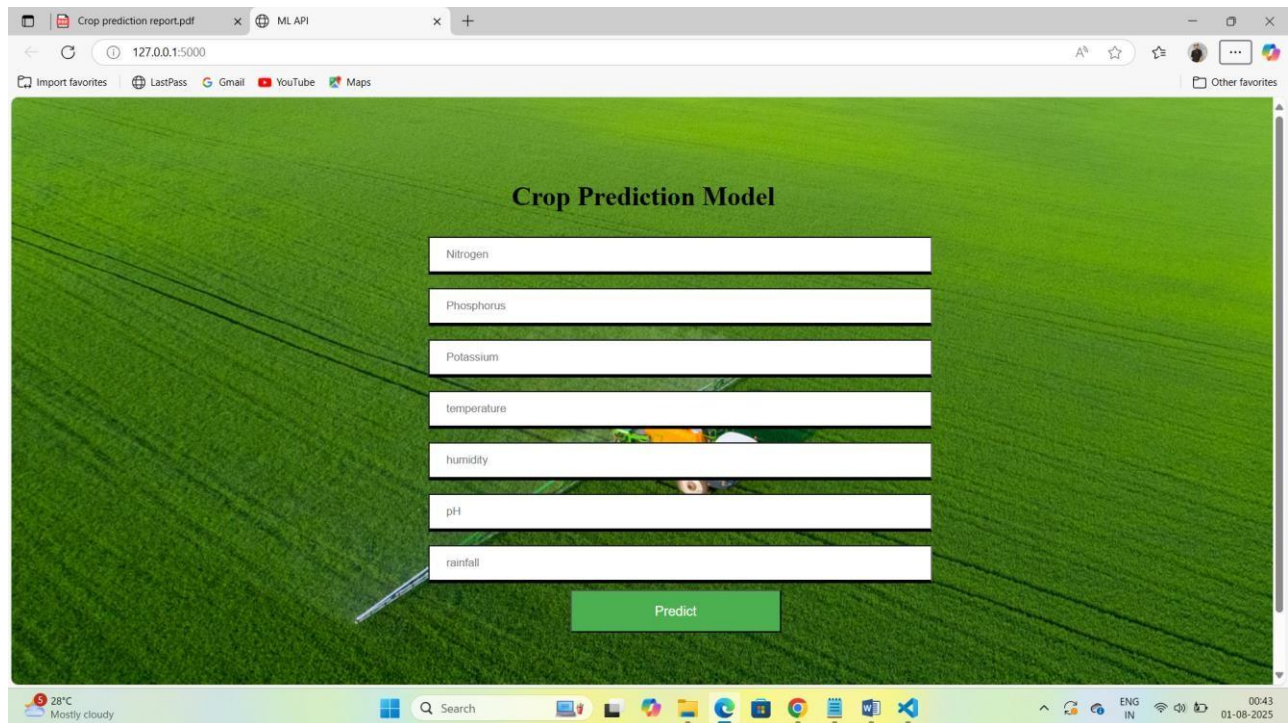 Crop prediction report.pdf
ML API
127.0.0.1:5000
Import favorites LastPass G Gmail YouTube Maps Other favorites
Crop Prediction Model
Nitrogen
Phosphorus
Potassium
temperature
humidity
pH
rainfall
Predict
5 28°C
Mostly cloudy
Search
ENG
IN
00:43
01-08-2025